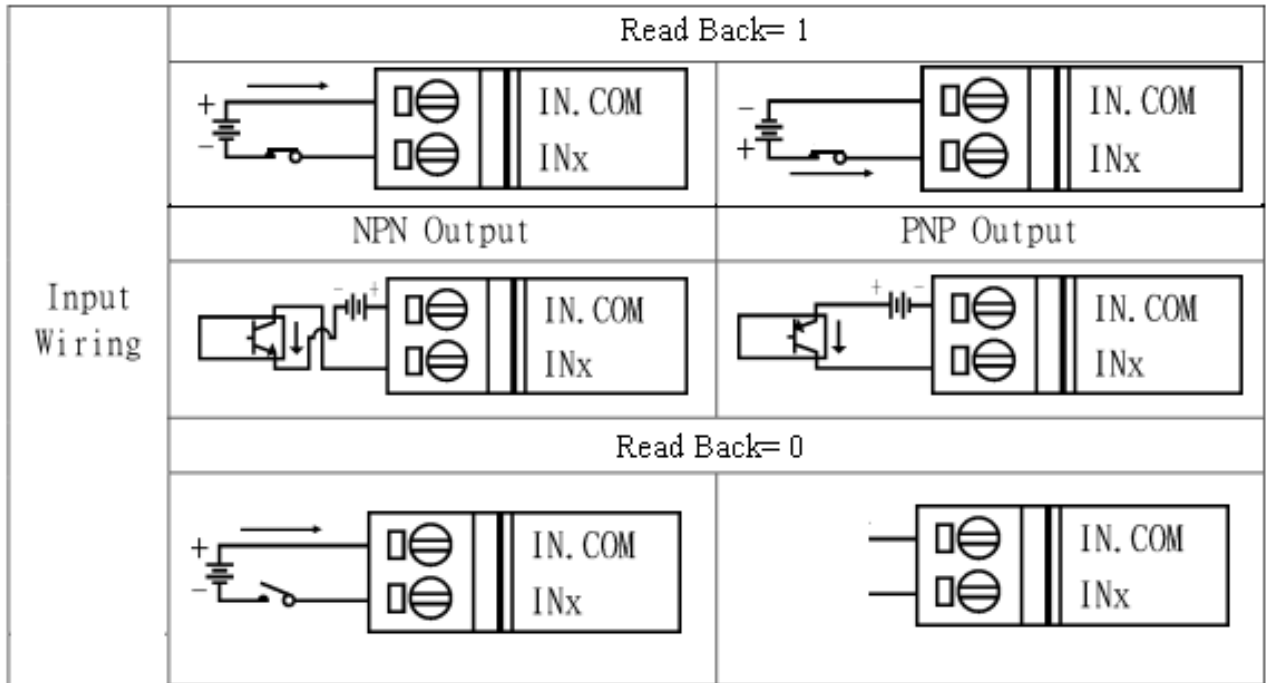 Read Back= 1
+
-
IN.COM
INx
-
+
IN.COM
INx
NPN Output
PNP Output
Input
Wiring
- +
IN.COM
INx
+ -
IN.COM
INx
Read Back= 0
+
-
IN.COM
INx
IN.COM
INx